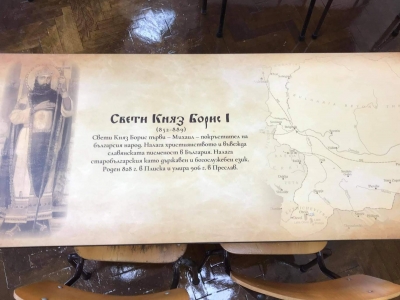 Свети Княз Борис I
(852-889)
Свети Княз Борис първи - Михаил - покръстител на
българския народ. Налага християнството и въвежда
славянската писменост в България. Налага
старобългарския като държавен и богослужебен език.
Роден 828 г. в Плиска и умира 906 г. в Преслав.